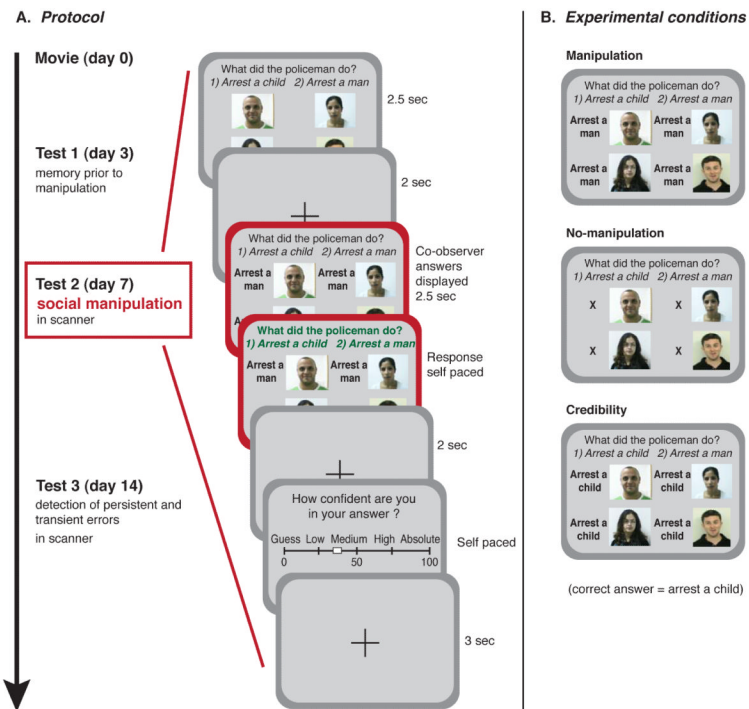 A. Protocol
Movie (day 0)
Test 1 (day 3)
memory prior to
manipulation
Test 2 (day 7)
social manipulation
in scanner
Test 3 (day 14)
detection of persistent and
transient errors
in scanner
What did the policeman do?
1) Arrest a child 2) Arrest a man
2.5 sec
2 sec
What did the policeman do?
1) Arrest a child 2) Arrest a man
Arrest a Arrest a
man man
Co-observer
answers
displayed
2.5 sec
What did the policeman do?
1) Arrest a child 2) Arrest a man
Arrest a Arrest a
man man
Response
self paced
2 sec
How confident are you
in your answer ?
Guess Low Medium High Absolute
0 50 100
Self paced
3 sec
B. Experimental conditions
Manipulation
What did the policeman do?
1) Arrest a child 2) Arrest a man
Arrest a Arrest a
man man
Arrest a Arrest a
man man
No-manipulation
What did the policeman do?
1) Arrest a child 2) Arrest a man
X X
X X
Credibility
What did the policeman do?
1) Arrest a child 2) Arrest a man
Arrest a Arrest a
child child
Arrest a Arrest a
child child
(correct answer = arrest a child)